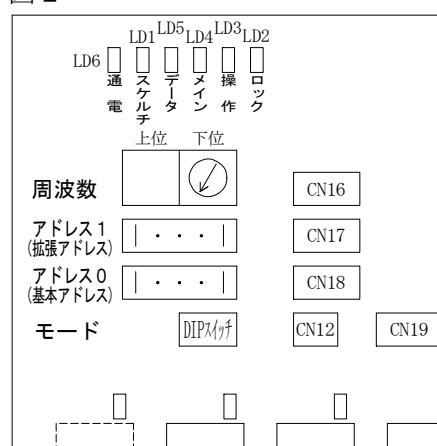 LD1 LD5 LD4 LD3 LD2
LD6
通電 スケルチ データ メイン 操作 ロック
上位 下位
周波数
CN16
アドレス1
(拡張アドレス)
CN17
アドレス0
(基本アドレス)
CN18
モード DIPスイッチ CN12 CN19